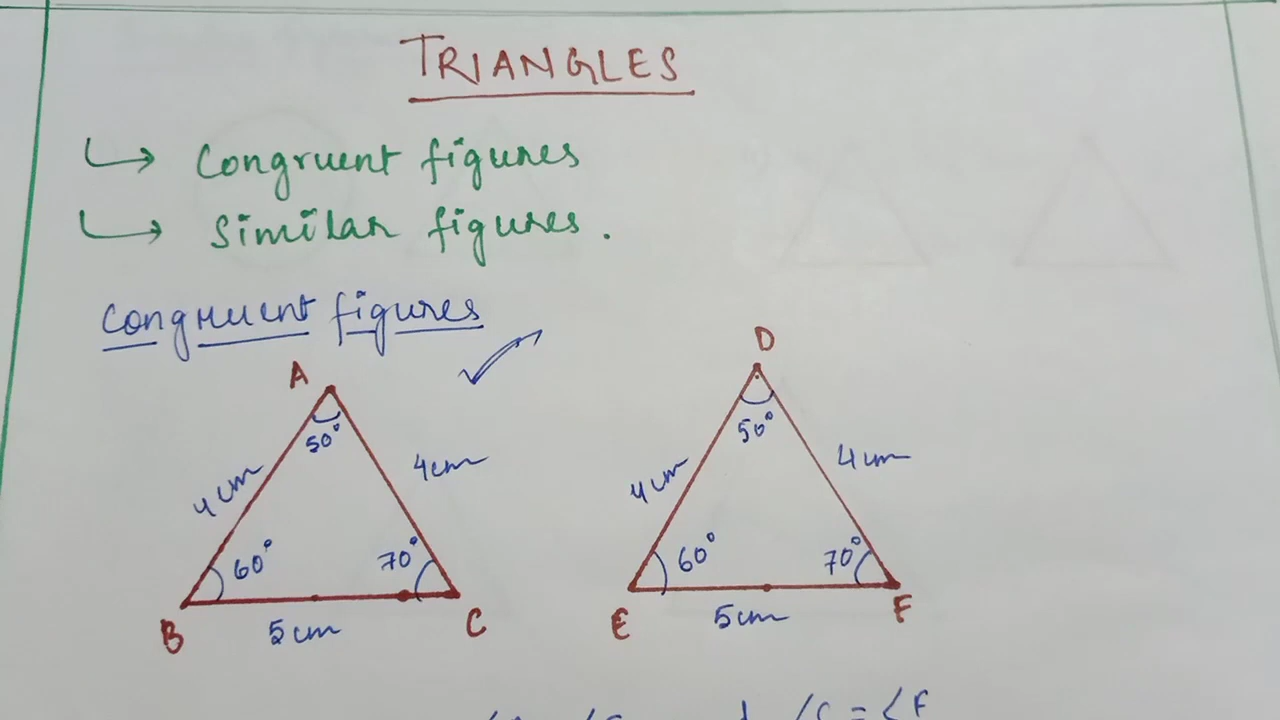 TRIANGLES
↳ Congruent figures
↳ Similar figures.
Congruent figures ✓
A
D
50°
50°
4cm
4cm
4cm
4cm
60°
70°
60°
70°
B
5cm
C
E
5cm
F
∠C = ∠F